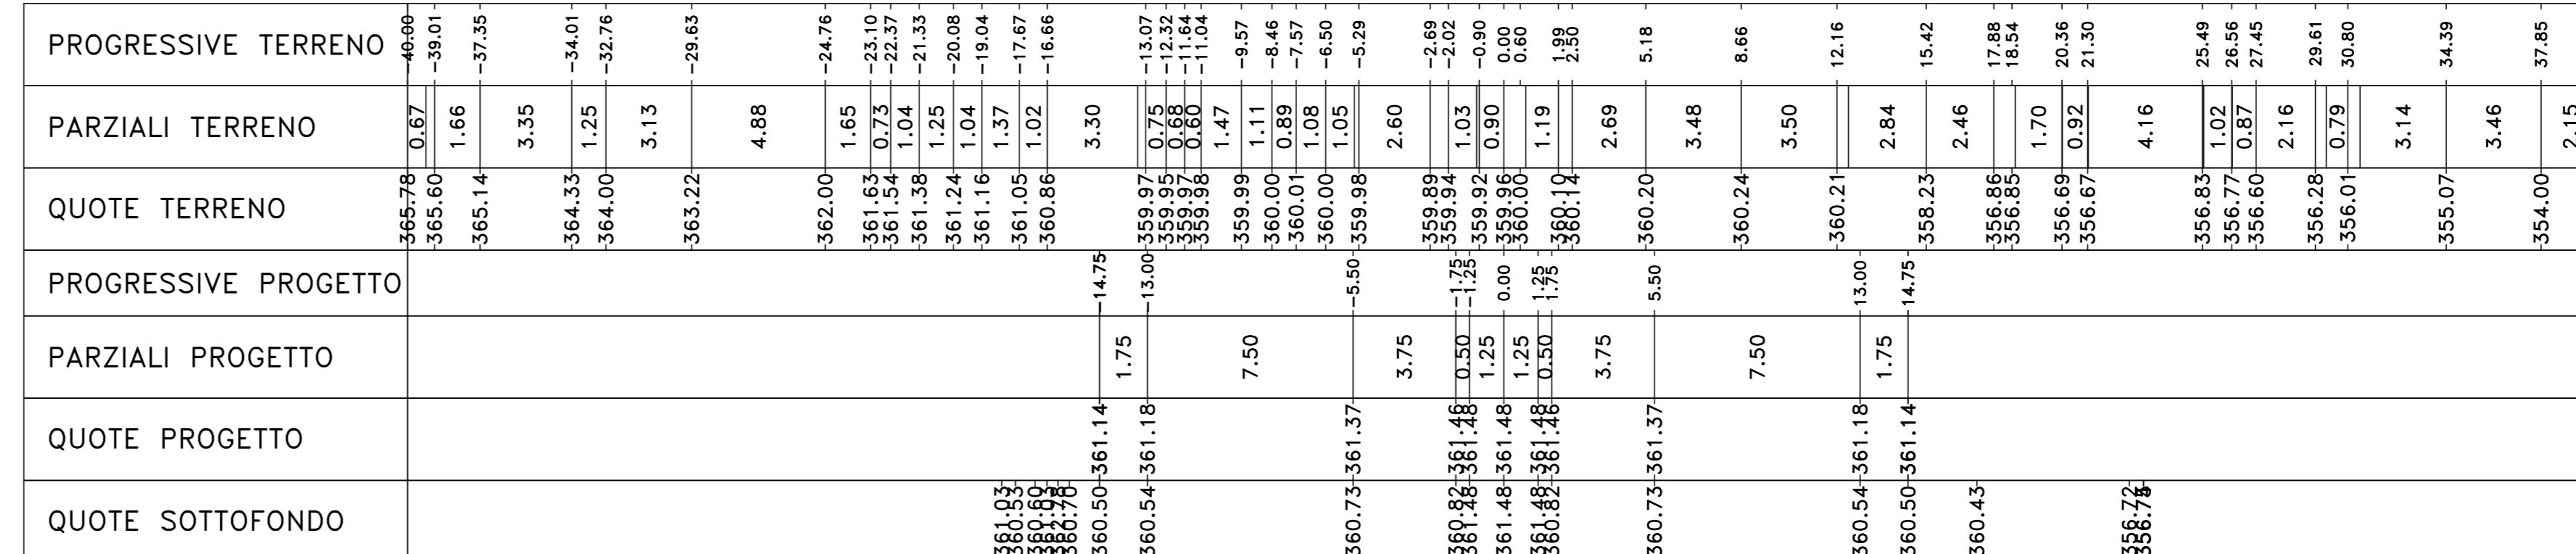 PROGRESSIVE TERRENO -40.00 -39.01 -37.35 -34.01 -32.76 -29.63 -24.76 -23.10 -22.37 -21.33 -20.08 -19.04 -17.67 -16.66 -13.07 -12.32 -11.64 -11.04 -9.57 -8.46 -7.57 -6.50 -5.29 -2.69 -2.02 -0.90 0.00 0.60 1.99 2.50 5.18 8.66 12.16 15.42 17.88 18.54 20.36 21.30 25.49 26.56 27.45 29.61 30.80 34.39 37.85
PARZIALI TERRENO 0.67 1.66 3.35 1.25 3.13 4.88 1.65 0.73 1.04 1.25 1.04 1.37 1.02 3.30 0.75 0.68 0.60 1.47 1.11 0.89 1.08 1.05 2.60 1.03 0.90 1.19 2.69 3.48 3.50 2.84 2.46 1.70 0.92 4.16 1.02 0.87 2.16 0.79 3.14 3.46 2.15
QUOTE TERRENO 365.78 365.60 365.14 364.33 364.00 363.22 362.00 361.63 361.54 361.38 361.24 361.16 361.05 360.86 359.97 359.95 359.97 359.98 359.99 360.00 360.01 360.00 359.98 359.89 359.94 359.92 359.96 360.00 360.10 360.14 360.20 360.24 360.21 358.23 356.86 356.85 356.69 356.67 356.83 356.77 356.60 356.28 356.01 355.07 354.00
PROGRESSIVE PROGETTO -14.75 -13.00 -5.50 -1.75 -1.25 0.00 1.25 1.75 5.50 13.00 14.75
PARZIALI PROGETTO 1.75 7.50 3.75 0.50 1.25 1.25 0.50 3.75 7.50 1.75
QUOTE PROGETTO 361.14 361.18 361.37 361.46 361.48 361.48 361.48 361.46 361.37 361.18 361.14
QUOTE SOTTOFONDO 361.03 360.53 360.60 361.03 360.70 360.50 360.54 360.73 360.82 361.48 361.48 361.48 360.82 360.73 360.54 360.50 360.43 356.72